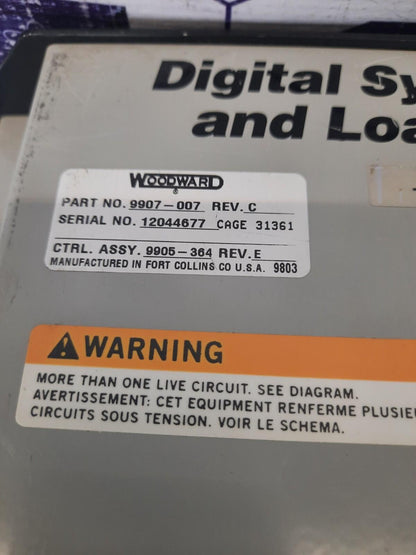 Digital Sy
and Loa
WOODWARD
®
PART NO. 9907-007 REV. C
SERIAL NO. 12044677 CAGE 31361
CTRL. ASSY. 9905-364 REV. E
MANUFACTURED IN FORT COLLINS CO U.S.A. 9803
WARNING
MORE THAN ONE LIVE CIRCUIT. SEE DIAGRAM.
AVERTISSEMENT: CET EQUIPMENT RENFERME PLUSIE
CIRCUITS SOUS TENSION. VOIR LE SCHEMA.